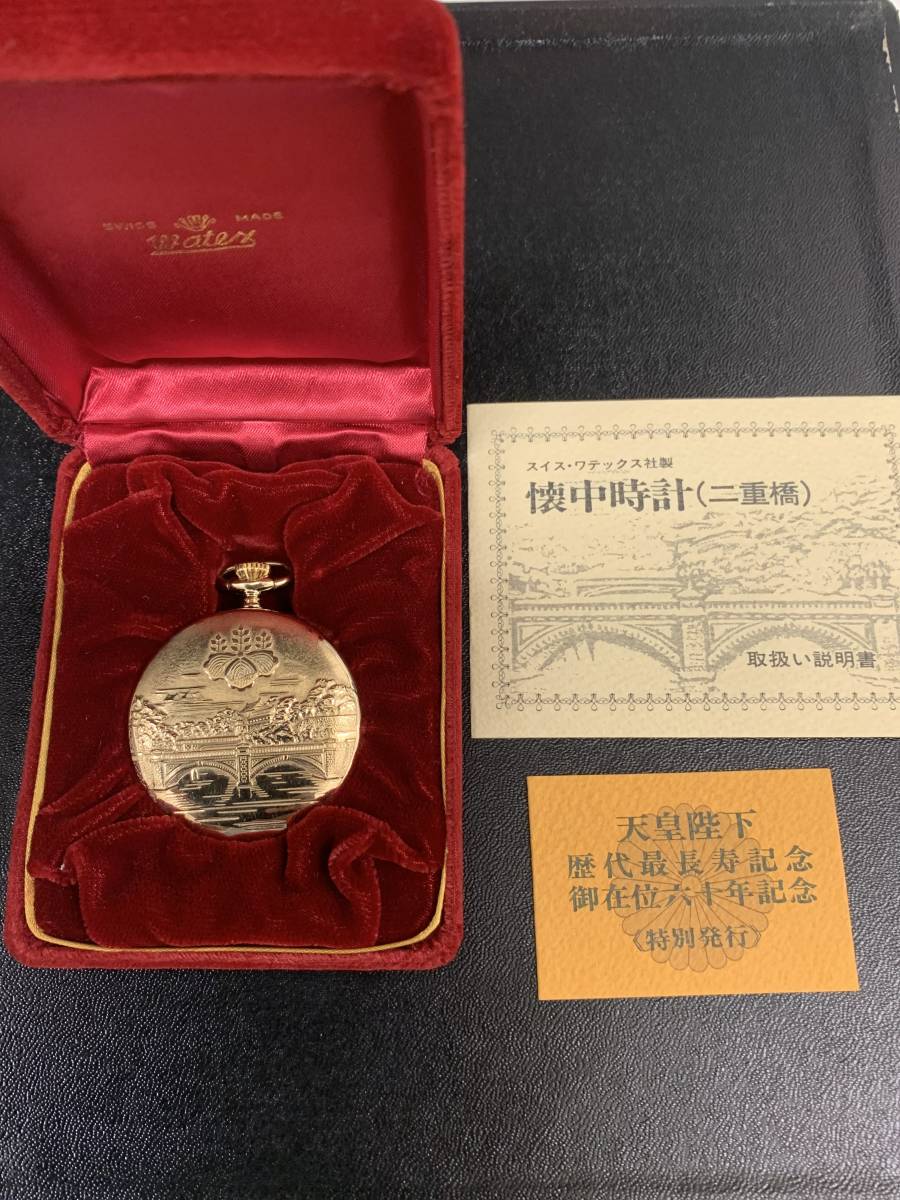 SWISS MADE
Watex
スイス・ワテックス社製
懐中時計(二重橋)
取扱い説明書
天皇陛下
歴代最長寿記念
御在位六十年記念
《特別発行》